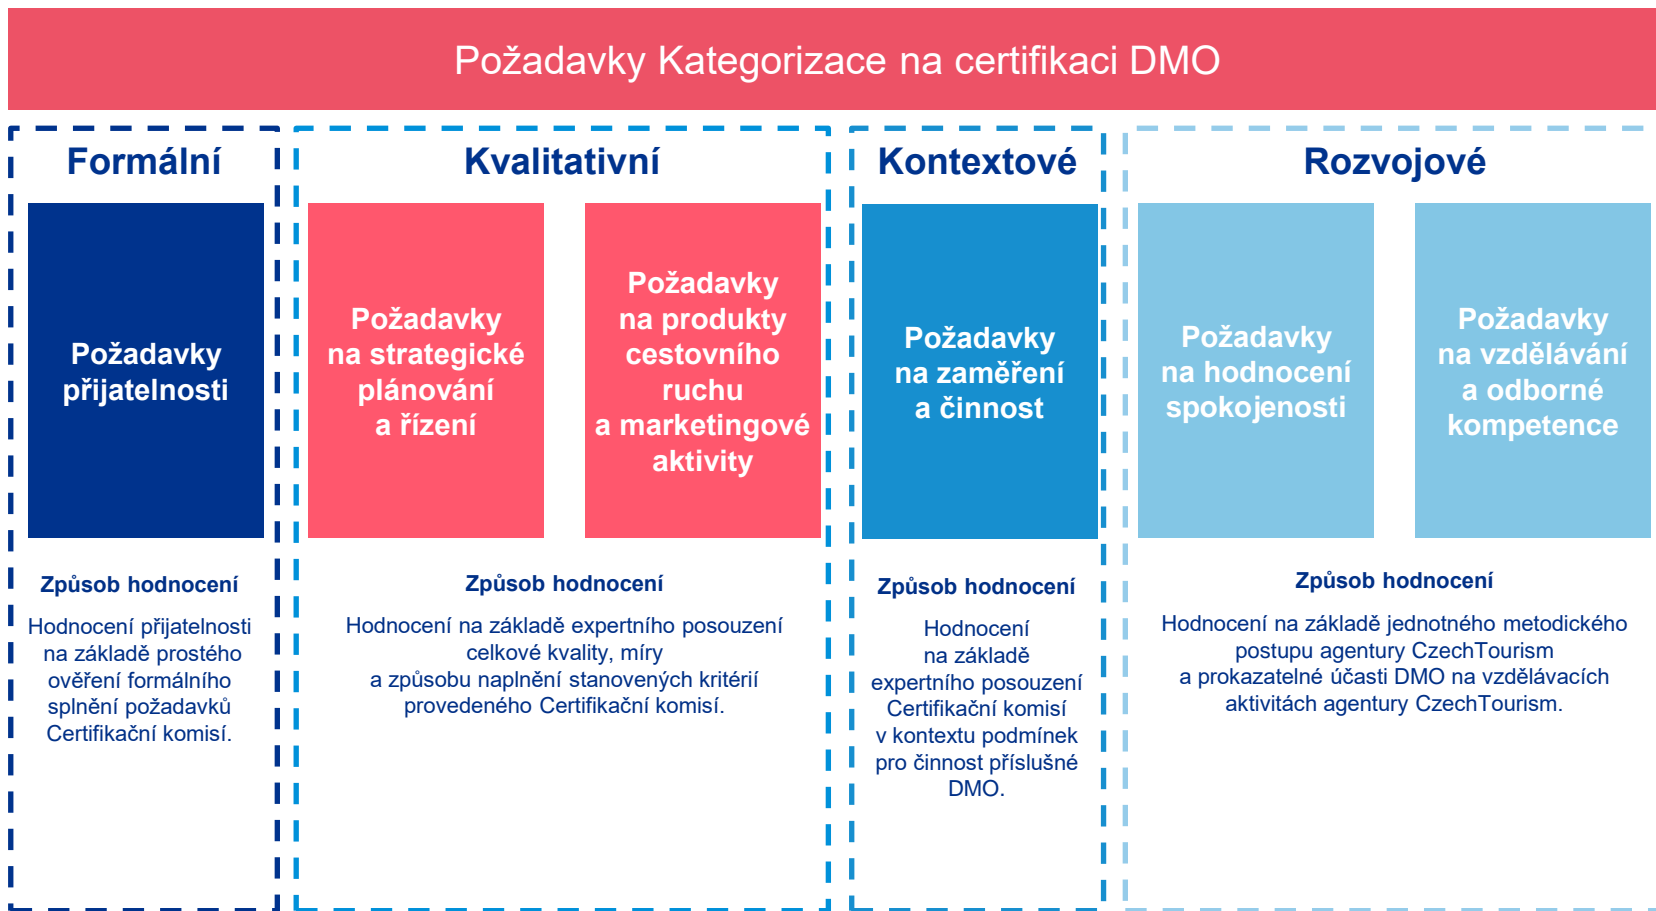 Požadavky Kategorizace na certifikaci DMO
Formální
Požadavky
přijatelnosti
Způsob hodnocení
Hodnocení přijatelnosti
na základě prostého
ověření formálního
splnění požadavků
Certifikační komisí.
Kvalitativní
Požadavky
na strategické
plánování
a řízení
Požadavky
na produkty
cestovního
ruchu
a marketingové
aktivity
Způsob hodnocení
Hodnocení na základě expertního posouzení
celkové kvality, míry
a způsobu naplnění stanovených kritérií
provedeného Certifikační komisí.
Kontextové
Požadavky
na zaměření
a činnost
Způsob hodnocení
Hodnocení
na základě
expertního posouzení
Certifikační komisí
v kontextu podmínek
pro činnost příslušné
DMO.
Rozvojové
Požadavky
na hodnocení
spokojenosti
Požadavky
na vzdělávání
a odborné
kompetence
Způsob hodnocení
Hodnocení na základě jednotného metodického
postupu agentury CzechTourism
a prokazatelné účasti DMO na vzdělávacích
aktivitách agentury CzechTourism.